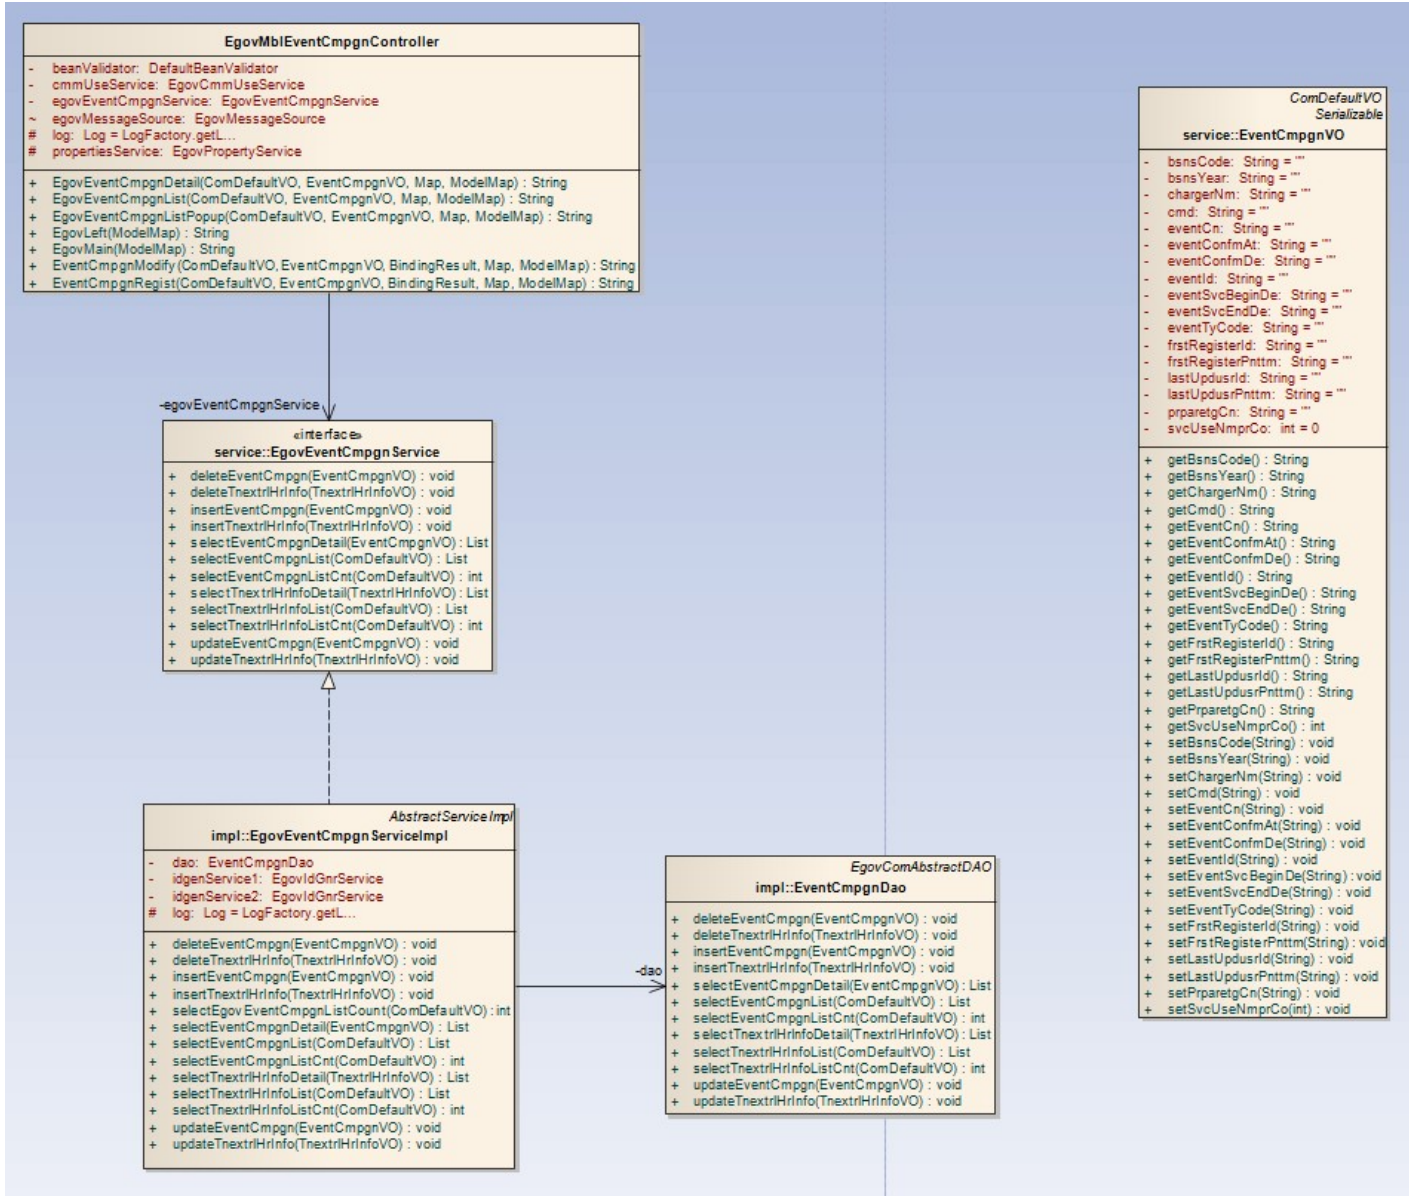 EgovMblEventCmpgnController
- beanValidator: DefaultBeanValidator
- cmmUseService: EgovCmmUseService
- egovEventCmpgnService: EgovEventCmpgnService
~ egovMessageSource: EgovMessageSource
# log: Log = LogFactory.getL...
# propertiesService: EgovPropertyService
+ EgovEventCmpgnDetail(ComDefaultVO, EventCmpgnVO, Map, ModelMap) : String
+ EgovEventCmpgnList(ComDefaultVO, EventCmpgnVO, Map, ModelMap) : String
+ EgovEventCmpgnListPopup(ComDefaultVO, EventCmpgnVO, Map, ModelMap) : String
+ EgovLeft(ModelMap) : String
+ EgovMain(ModelMap) : String
+ EventCmpgnModify(ComDefaultVO, EventCmpgnVO, BindingResult, Map, ModelMap) : String
+ EventCmpgnRegist(ComDefaultVO, EventCmpgnVO, BindingResult, Map, ModelMap) : String
-egovEventCmpgnService
«interface»
service::EgovEventCmpgnService
+ deleteEventCmpgn(EventCmpgnVO) : void
+ deleteTnextrlHrInfo(TnextrlHrInfoVO) : void
+ insertEventCmpgn(EventCmpgnVO) : void
+ insertTnextrlHrInfo(TnextrlHrInfoVO) : void
+ selectEventCmpgnDetail(EventCmpgnVO) : List
+ selectEventCmpgnList(ComDefaultVO) : List
+ selectEventCmpgnListCnt(ComDefaultVO) : int
+ selectTnextrlHrInfoDetail(TnextrlHrInfoVO) : List
+ selectTnextrlHrInfoList(ComDefaultVO) : List
+ selectTnextrlHrInfoListCnt(ComDefaultVO) : int
+ updateEventCmpgn(EventCmpgnVO) : void
+ updateTnextrlHrInfo(TnextrlHrInfoVO) : void
AbstractServiceImpl
impl::EgovEventCmpgnServiceImpl
- dao: EventCmpgnDao
- idgenService1: EgovIdGnrService
- idgenService2: EgovIdGnrService
# log: Log = LogFactory.getL...
+ deleteEventCmpgn(EventCmpgnVO) : void
+ deleteTnextrlHrInfo(TnextrlHrInfoVO) : void
+ insertEventCmpgn(EventCmpgnVO) : void
+ insertTnextrlHrInfo(TnextrlHrInfoVO) : void
+ selectEgovEventCmpgnListCount(ComDefaultVO) : int
+ selectEventCmpgnDetail(EventCmpgnVO) : List
+ selectEventCmpgnList(ComDefaultVO) : List
+ selectEventCmpgnListCnt(ComDefaultVO) : int
+ selectTnextrlHrInfoDetail(TnextrlHrInfoVO) : List
+ selectTnextrlHrInfoList(ComDefaultVO) : List
+ selectTnextrlHrInfoListCnt(ComDefaultVO) : int
+ updateEventCmpgn(EventCmpgnVO) : void
+ updateTnextrlHrInfo(TnextrlHrInfoVO) : void
-dao
EgovComAbstractDAO
impl::EventCmpgnDao
+ deleteEventCmpgn(EventCmpgnVO) : void
+ deleteTnextrlHrInfo(TnextrlHrInfoVO) : void
+ insertEventCmpgn(EventCmpgnVO) : void
+ insertTnextrlHrInfo(TnextrlHrInfoVO) : void
+ selectEventCmpgnDetail(EventCmpgnVO) : List
+ selectEventCmpgnList(ComDefaultVO) : List
+ selectEventCmpgnListCnt(ComDefaultVO) : int
+ selectTnextrlHrInfoDetail(TnextrlHrInfoVO) : List
+ selectTnextrlHrInfoList(ComDefaultVO) : List
+ selectTnextrlHrInfoListCnt(ComDefaultVO) : int
+ updateEventCmpgn(EventCmpgnVO) : void
+ updateTnextrlHrInfo(TnextrlHrInfoVO) : void
ComDefaultVO
Serializable
service::EventCmpgnVO
- bsnsCode: String = ""
- bsnsYear: String = ""
- chargerNm: String = ""
- cmd: String = ""
- eventCn: String = ""
- eventConfmAt: String = ""
- eventConfmDe: String = ""
- eventId: String = ""
- eventSvcBeginDe: String = ""
- eventSvcEndDe: String = ""
- eventTyCode: String = ""
- frstRegisterId: String = ""
- frstRegisterPnttm: String = ""
- lastUpdusrId: String = ""
- lastUpdusrPnttm: String = ""
- prparetgCn: String = ""
- svcUseNmprCo: int = 0
+ getBsnsCode() : String
+ getBsnsYear() : String
+ getChargerNm() : String
+ getCmd() : String
+ getEventCn() : String
+ getEventConfmAt() : String
+ getEventConfmDe() : String
+ getEventId() : String
+ getEventSvcBeginDe() : String
+ getEventSvcEndDe() : String
+ getEventTyCode() : String
+ getFrstRegisterId() : String
+ getFrstRegisterPnttm() : String
+ getLastUpdusrId() : String
+ getLastUpdusrPnttm() : String
+ getPrparetgCn() : String
+ getSvcUseNmprCo() : int
+ setBsnsCode(String) : void
+ setBsnsYear(String) : void
+ setChargerNm(String) : void
+ setCmd(String) : void
+ setEventCn(String) : void
+ setEventConfmAt(String) : void
+ setEventConfmDe(String) : void
+ setEventId(String) : void
+ setEventSvcBeginDe(String) : void
+ setEventSvcEndDe(String) : void
+ setEventTyCode(String) : void
+ setFrstRegisterId(String) : void
+ setFrstRegisterPnttm(String) : void
+ setLastUpdusrId(String) : void
+ setLastUpdusrPnttm(String) : void
+ setPrparetgCn(String) : void
+ setSvcUseNmprCo(int) : void